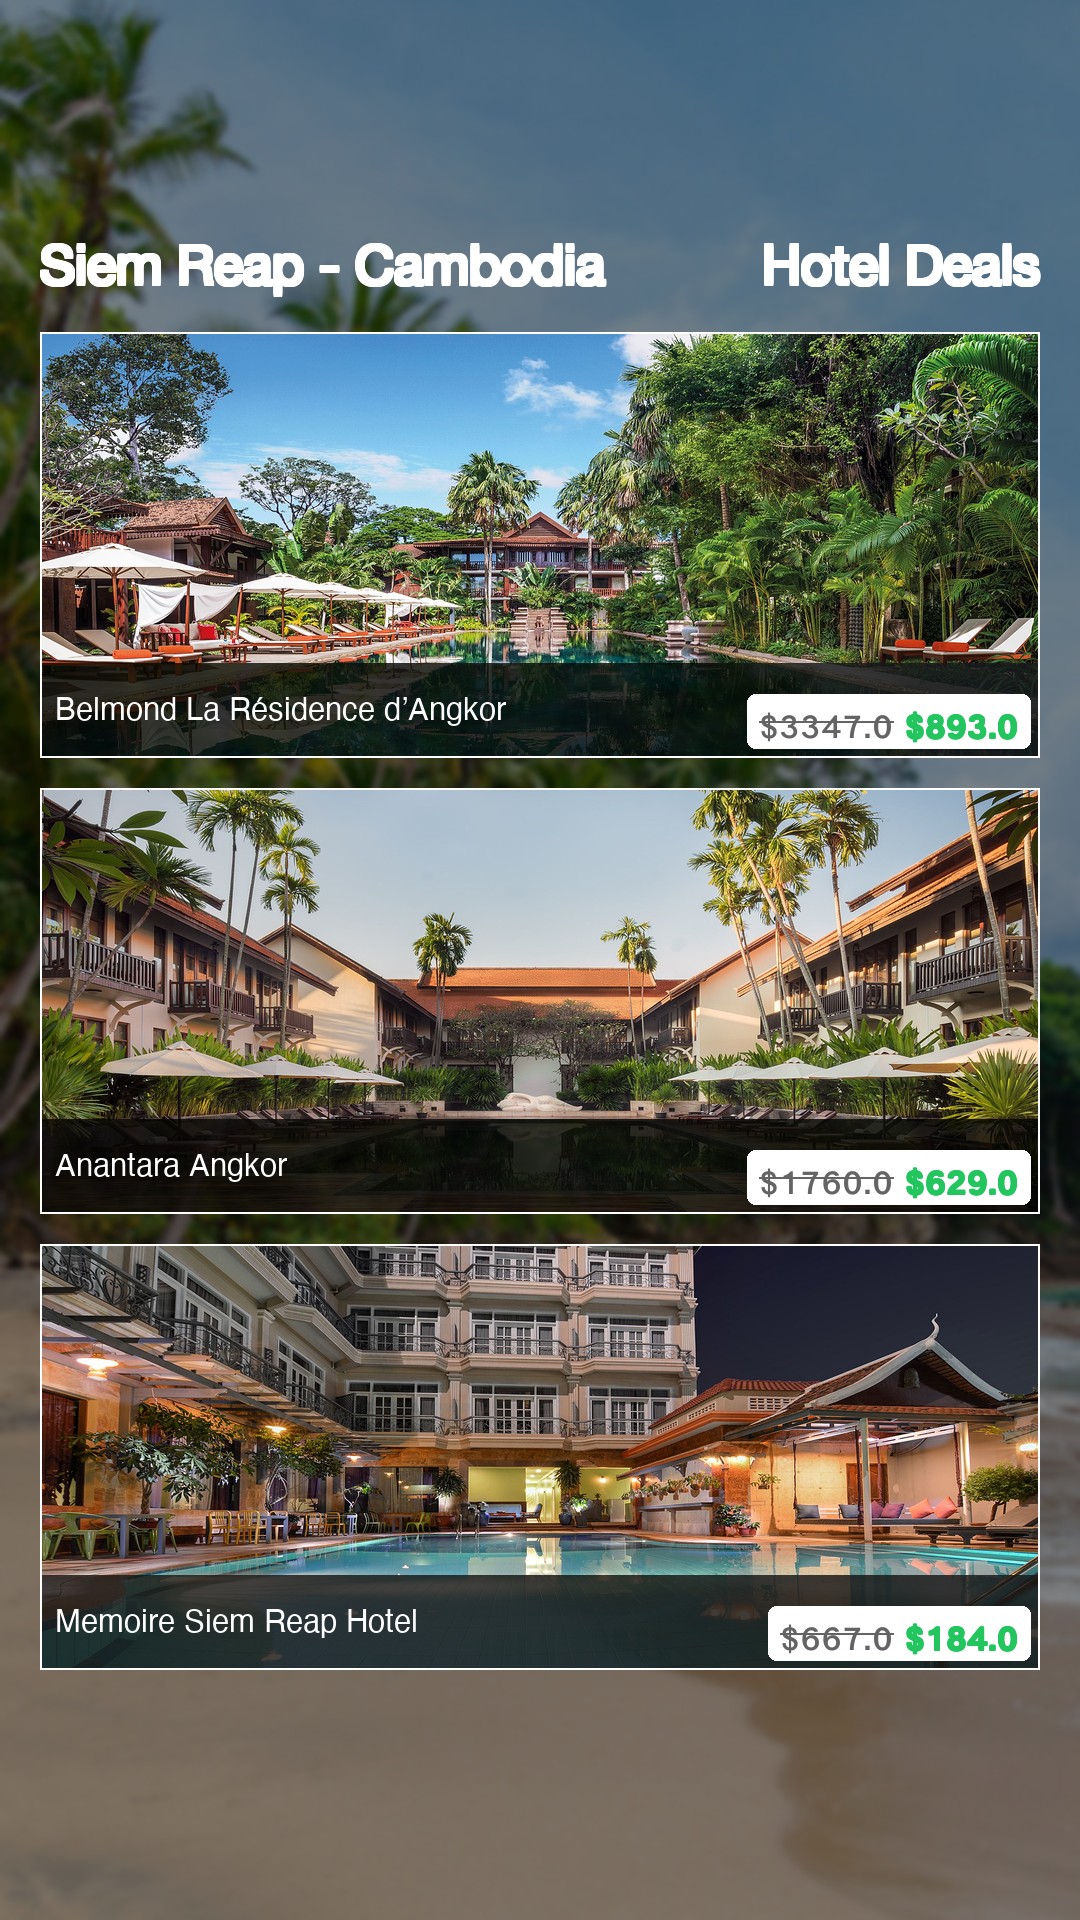 Siem Reap - Cambodia Hotel Deals
Belmond La Résidence d’Angkor
$3347.0 $893.0
Anantara Angkor
$1760.0 $629.0
Memoire Siem Reap Hotel
$667.0 $184.0